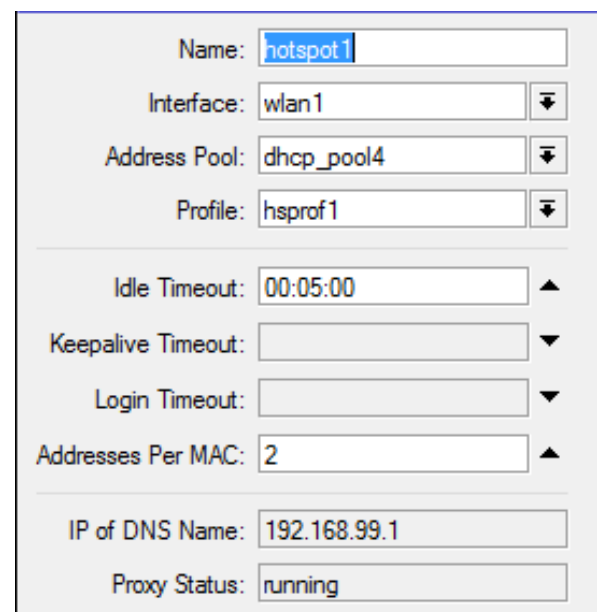 Name: hotspot1
Interface: wlan1
Address Pool: dhcp_pool4
Profile: hsprof1
Idle Timeout: 00:05:00
Keepalive Timeout:
Login Timeout:
Addresses Per MAC: 2
IP of DNS Name: 192.168.99.1
Proxy Status: running